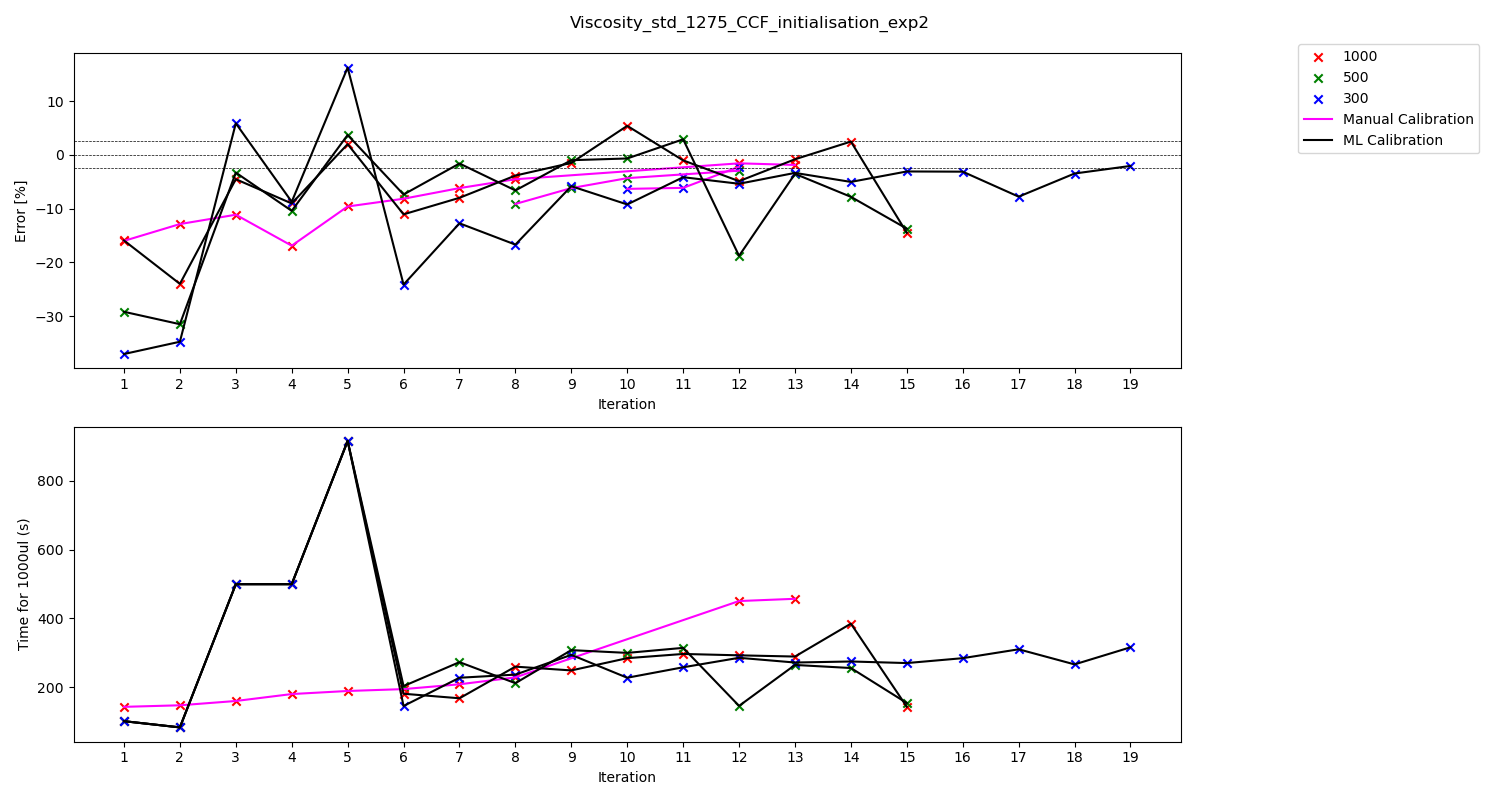 Viscosity_std_1275_CCF_initialisation_exp2
1000
500
300
Manual Calibration
ML Calibration
Error [%]
10
0
−10
−20
−30
1 2 3 4 5 6 7 8 9 10 11 12 13 14 15 16 17 18 19
Iteration
Time for 1000ul (s)
800
600
400
200
1 2 3 4 5 6 7 8 9 10 11 12 13 14 15 16 17 18 19
Iteration